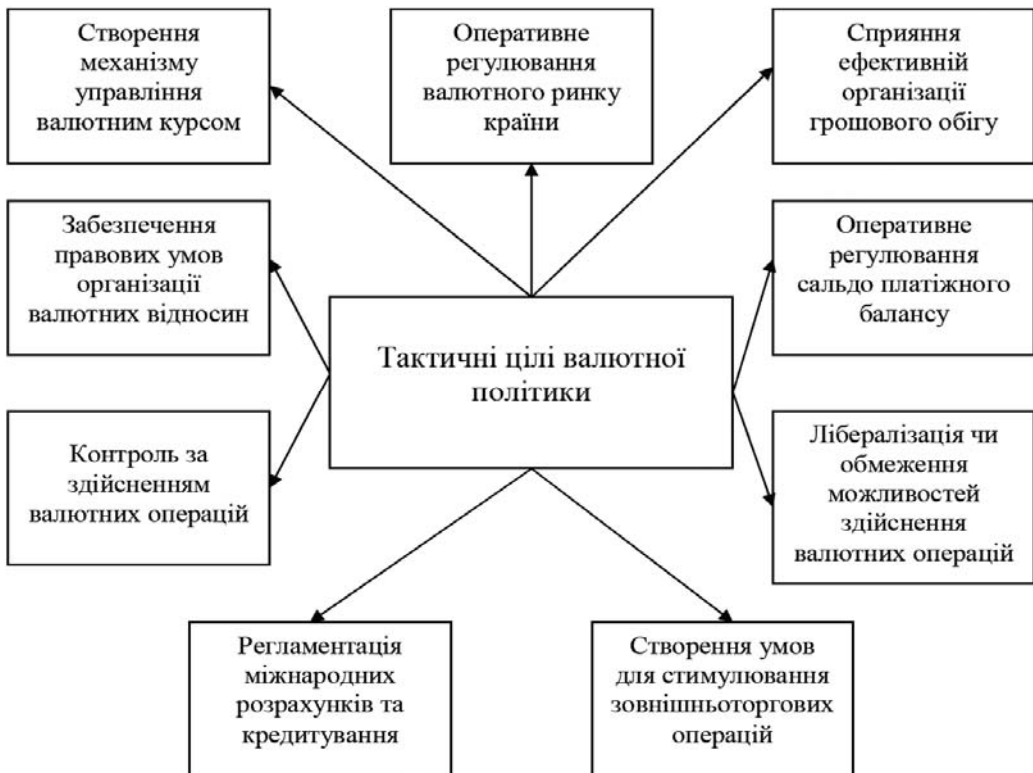 Створення
механізму
управління
валютним курсом
Оперативне
регулювання
валютного ринку
країни
Сприяння
ефективній
організації
грошового обігу
Забезпечення
правових умов
організації
валютних відносин
Оперативне
регулювання
сальдо платіжного
балансу
Тактичні цілі валютної
політики
Контроль за
здійсненням
валютних операцій
Лібералізація чи
обмеження
можливостей
здійснення
валютних операцій
Регламентація
міжнародних
розрахунків та
кредитування
Створення умов
для стимулювання
зовнішньоторгових
операцій